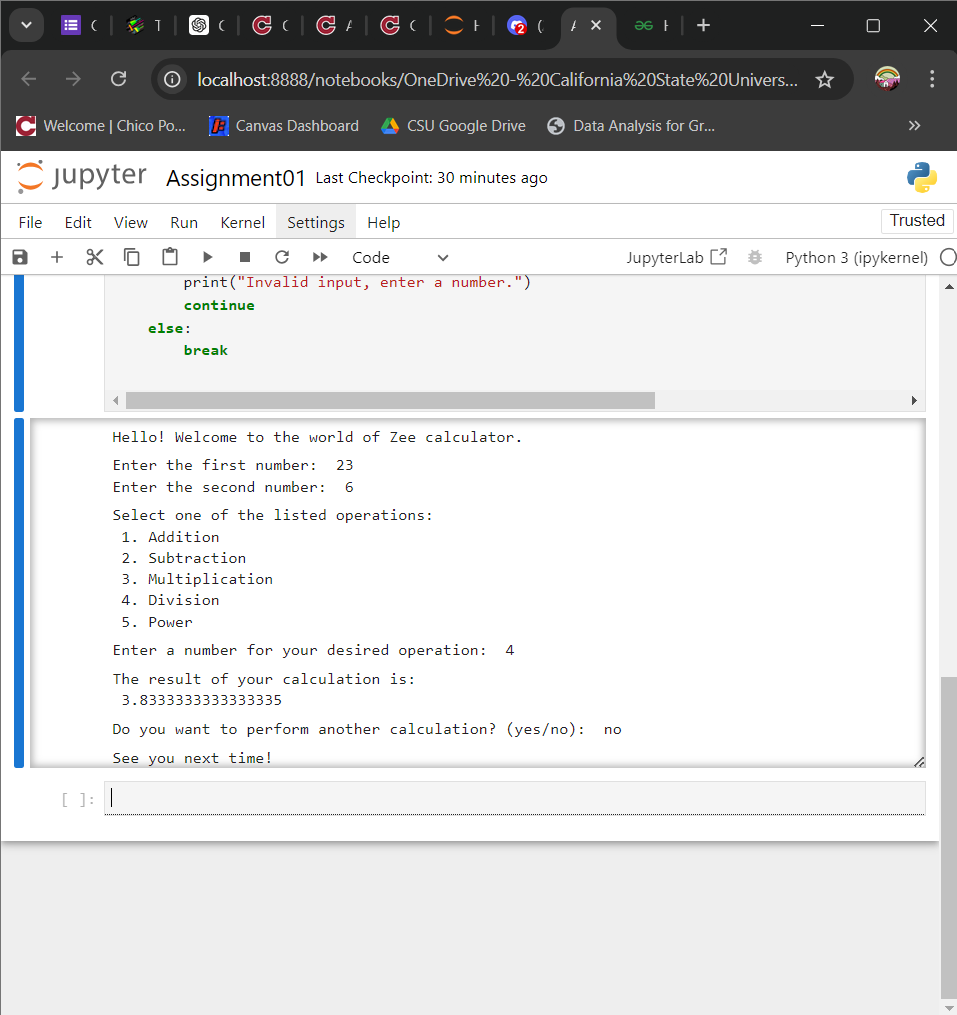 localhost:8888/notebooks/OneDrive%20-%20California%20State%20Univers...
Welcome | Chico Po... Canvas Dashboard CSU Google Drive Data Analysis for Gr... »
jupyter Assignment01 Last Checkpoint: 30 minutes ago
File Edit View Run Kernel Settings Help Trusted
Code JupyterLab Python 3 (ipykernel)
print("Invalid input, enter a number.")
continue
else:
break
Hello! Welcome to the world of Zee calculator.
Enter the first number: 23
Enter the second number: 6
Select one of the listed operations:
1. Addition
2. Subtraction
3. Multiplication
4. Division
5. Power
Enter a number for your desired operation: 4
The result of your calculation is:
3.8333333333333335
Do you want to perform another calculation? (yes/no): no
See you next time!
[ ]: